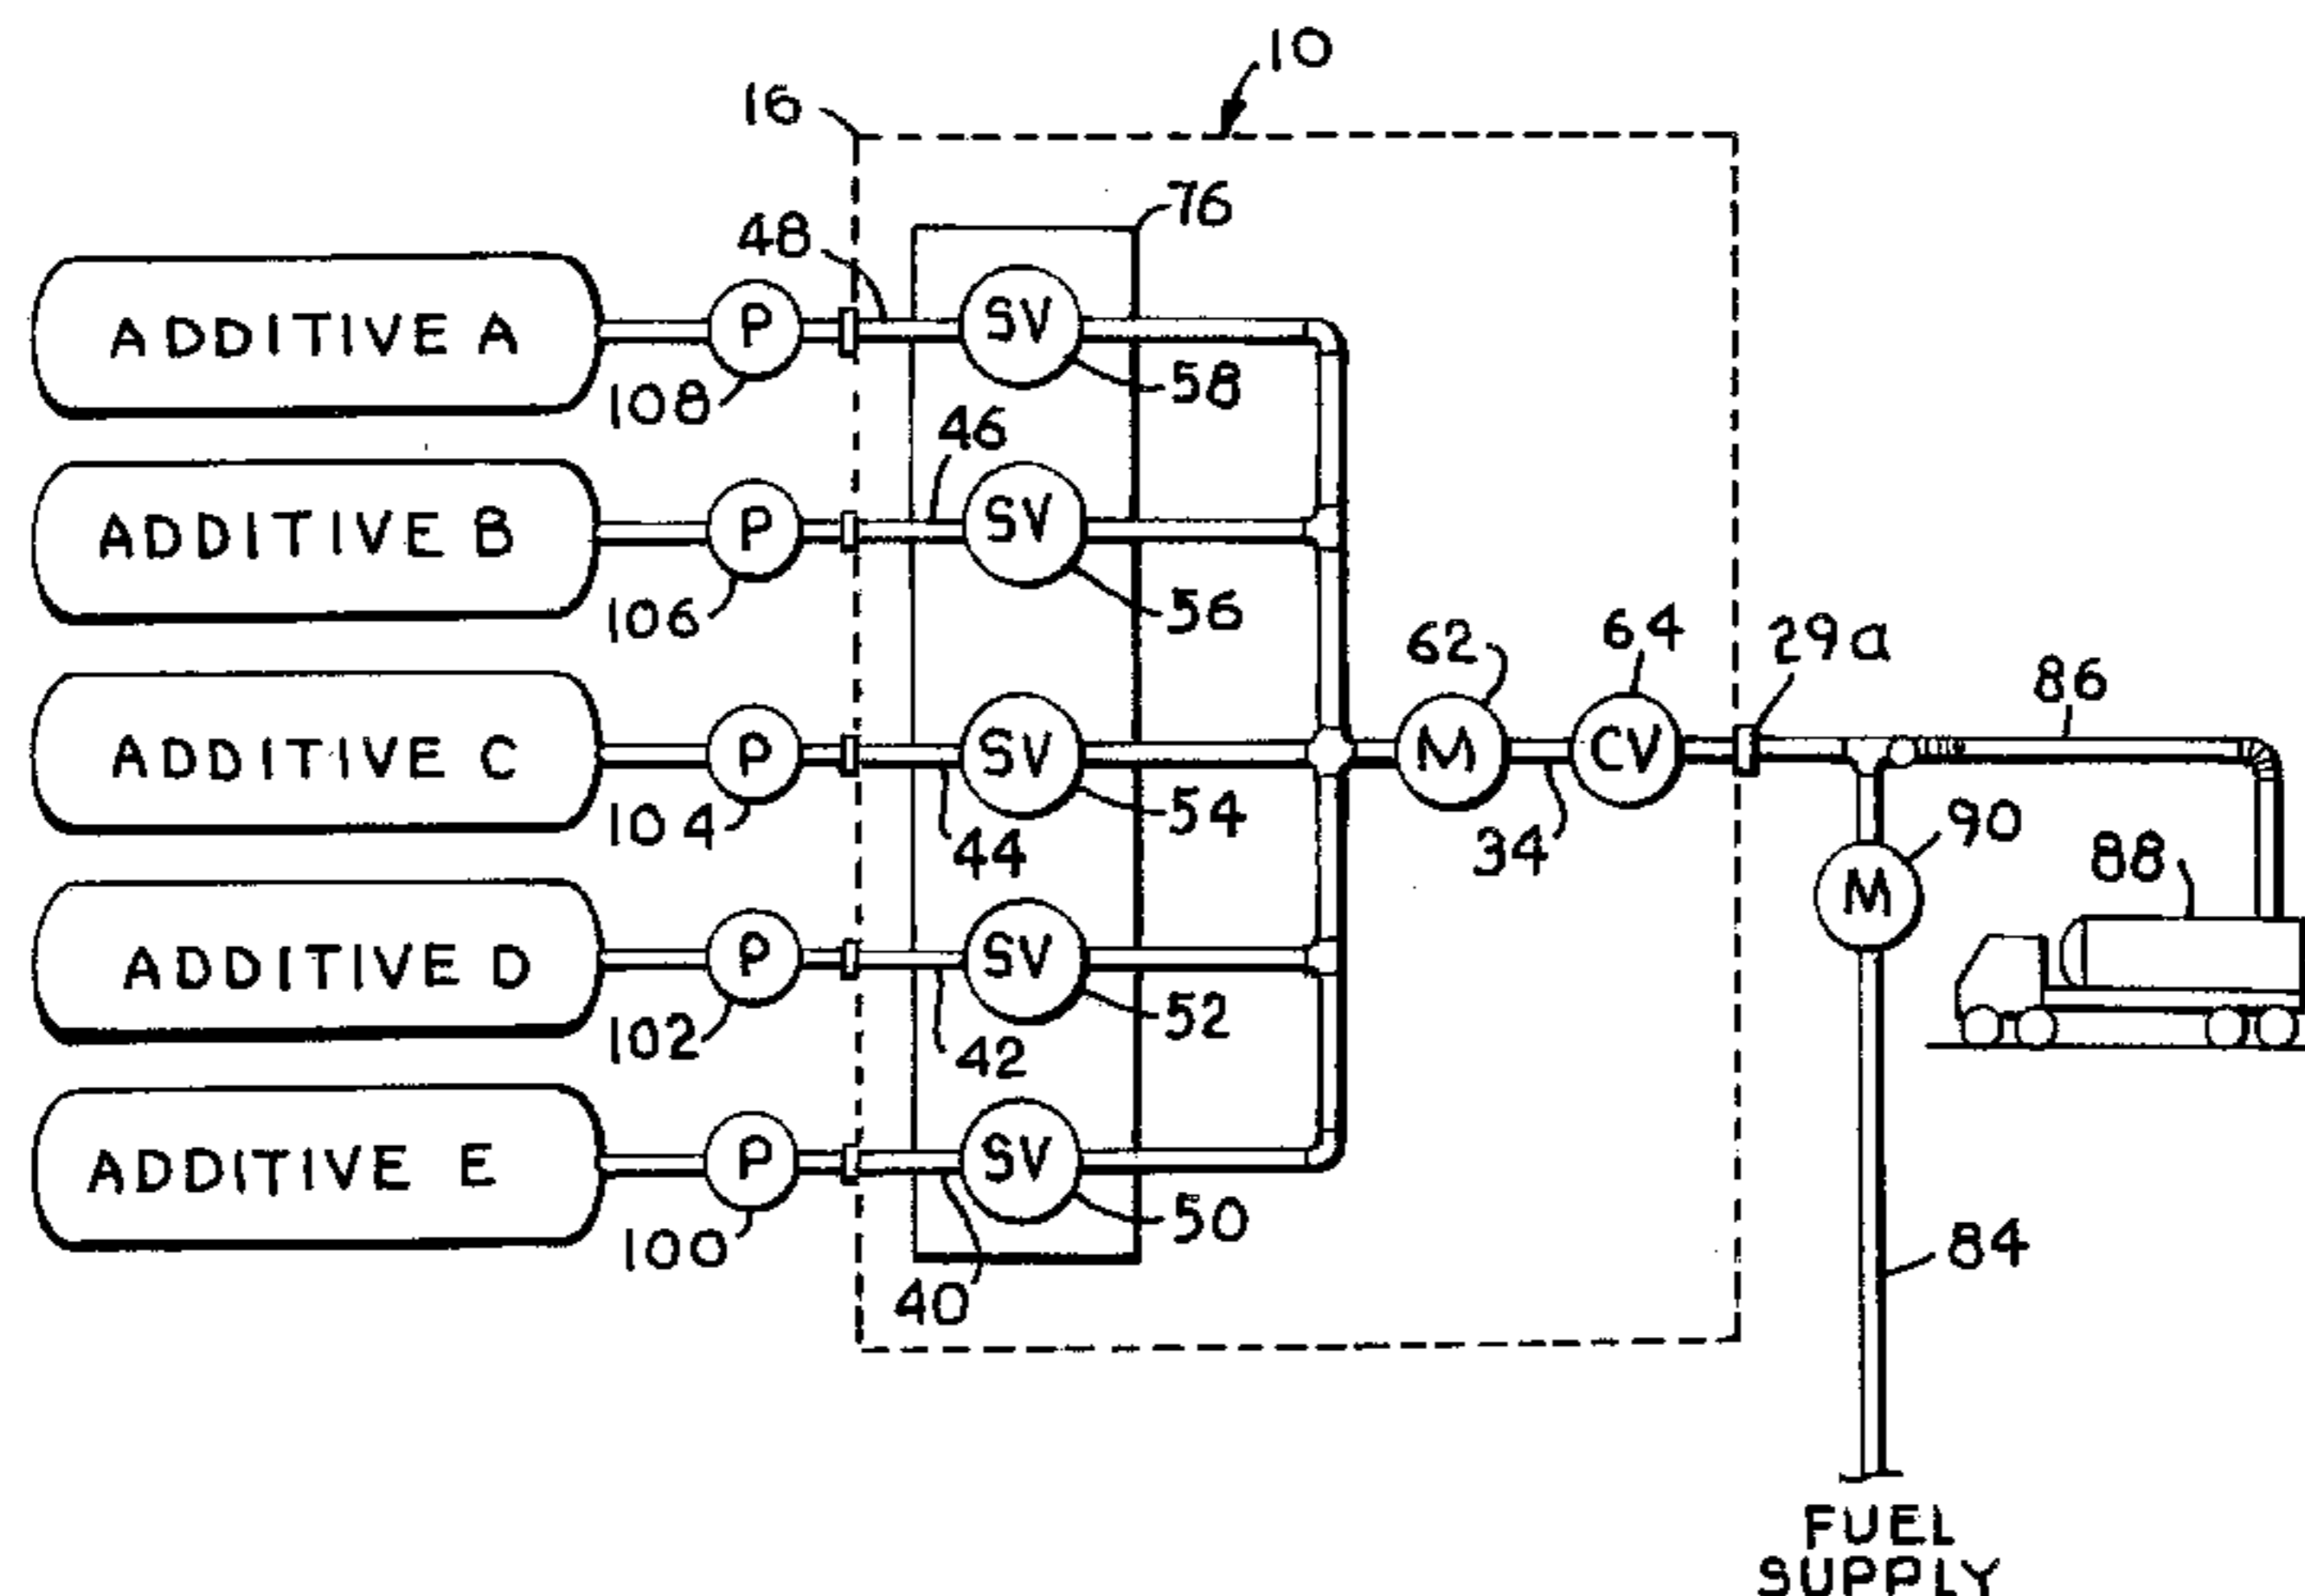 10
16
76
48
ADDITIVE A
P
SV
108
58
46
ADDITIVE B
P
SV
106
56
62
64
29a
86
ADDITIVE C
P
SV
M
CV
104
54
44
34
90
88
M
ADDITIVE D
P
SV
102
52
42
ADDITIVE E
P
SV
100
50
84
40
FUEL
SUPPLY